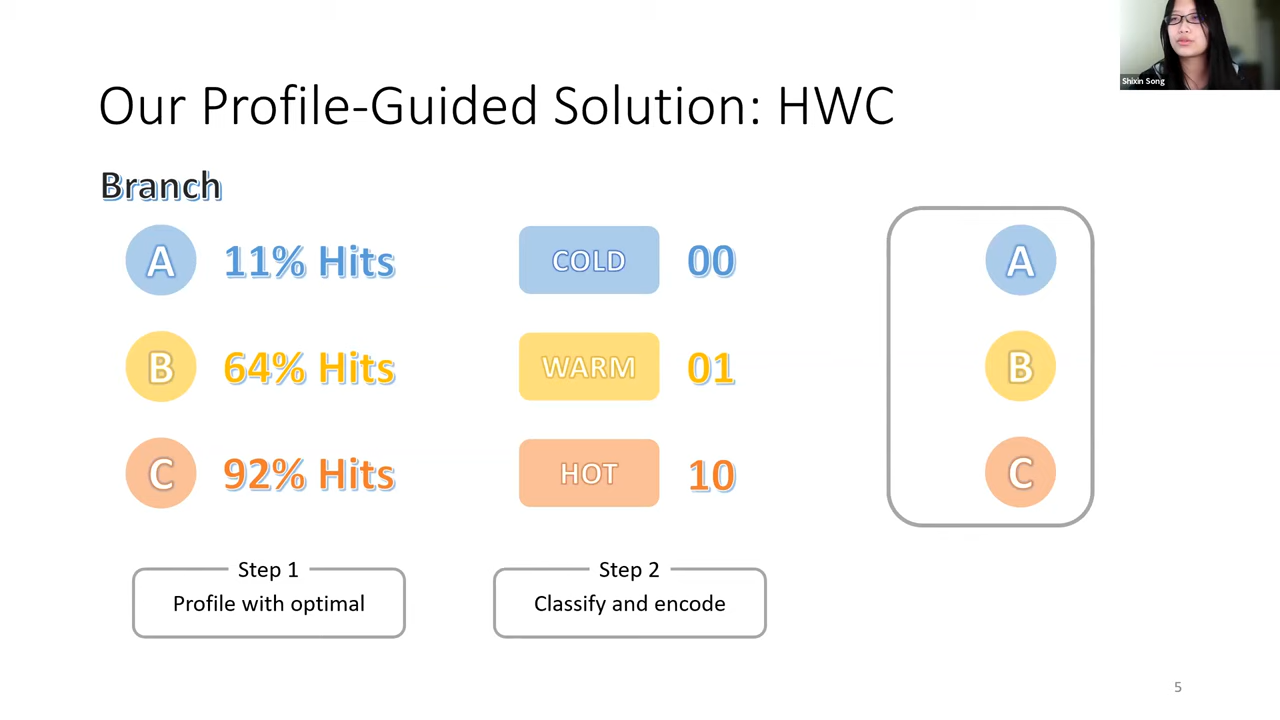 Shixin Song
Our Profile-Guided Solution: HWC
Branch
A 11% Hits COLD 00 A
B 64% Hits WARM 01 B
C 92% Hits HOT 10 C
Step 1 Step 2
Profile with optimal Classify and encode
5